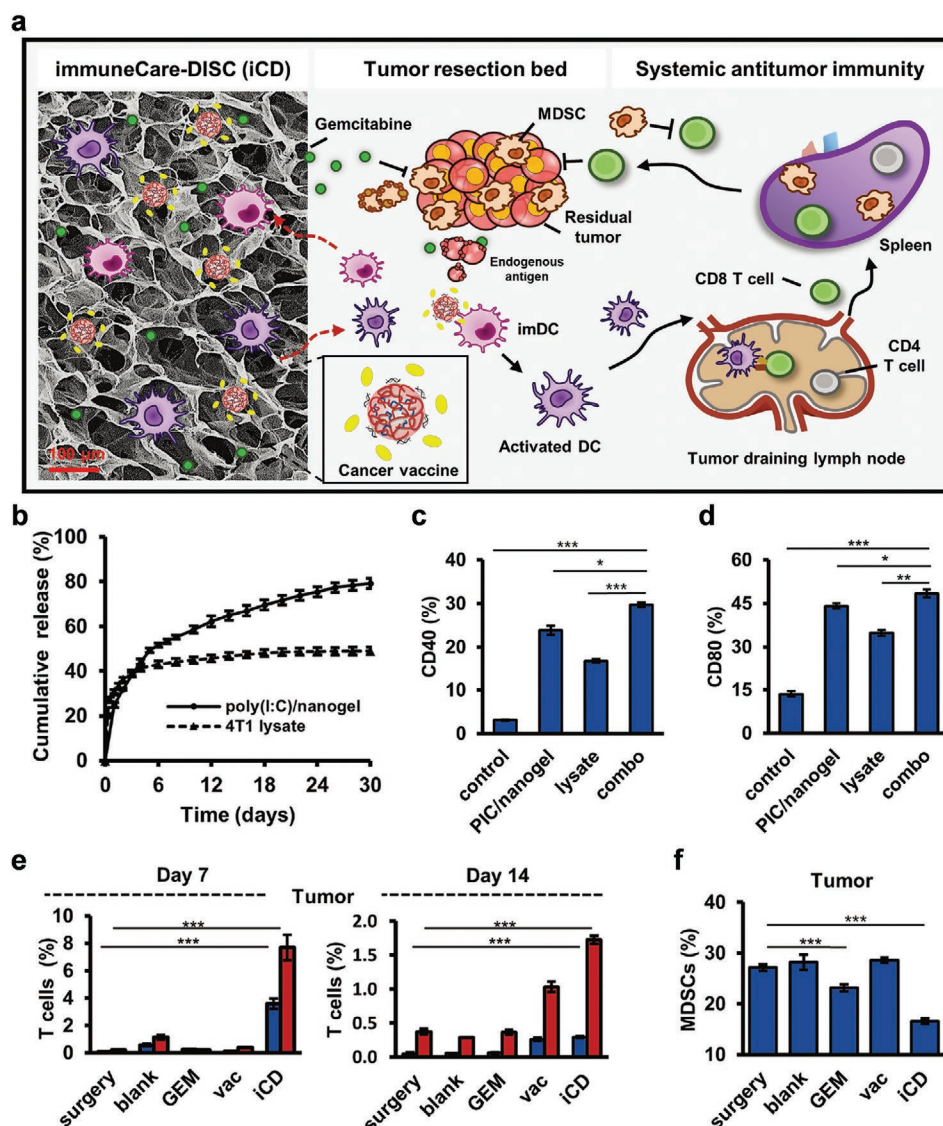 a
immuneCare-DISC (iCD)
Tumor resection bed
Systemic antitumor immunity
Gemcitabine
MDSC
Residual
tumor
Endogenous
antigen
Spleen
CD8 T cell
imDC
CD4
T cell
Activated DC
Cancer vaccine
Tumor draining lymph node
100 μm
b
Cumulative release (%)
100
80
60
40
20
0
poly(I:C)/nanogel
4T1 lysate
0 6 12 18 24 30
Time (days)
c
CD40 (%)
40
30
20
10
0
***
*
***
control
PIC/nanogel
lysate
combo
d
CD80 (%)
60
45
30
15
0
***
*
**
control
PIC/nanogel
lysate
combo
e
Day 7
Tumor
Day 14
T cells (%)
8
6
4
2
0
***
***
surgery
blank
GEM
vac
iCD
T cells (%)
2.0
1.5
1.0
0.5
0.0
***
***
surgery
blank
GEM
vac
iCD
f
Tumor
MDSCs (%)
40
30
20
10
***
***
surgery
blank
GEM
vac
iCD